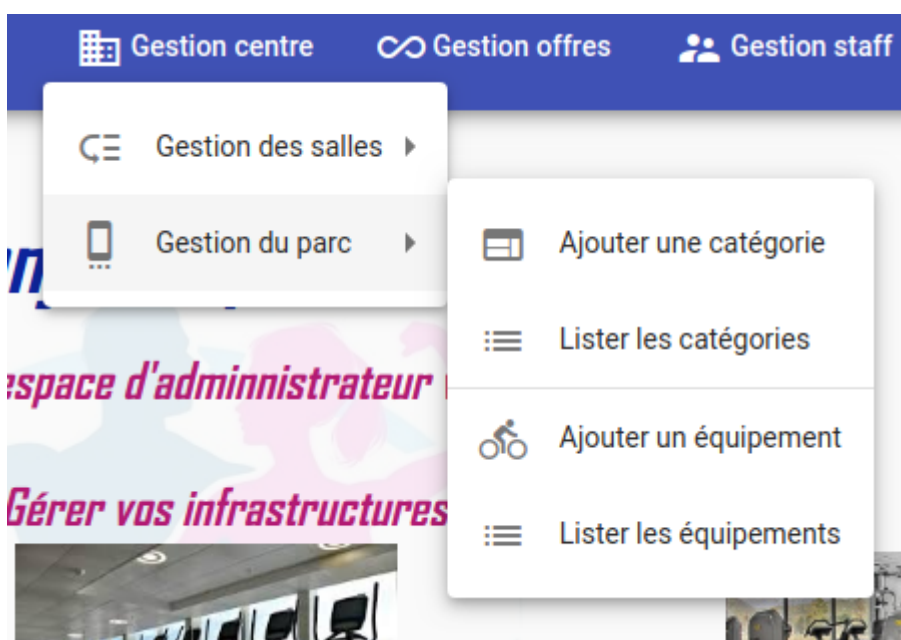 Gestion centre Gestion offres Gestion staff
Gestion des salles
Gestion du parc
Ajouter une catégorie
Lister les catégories
espace d'adminnistrateur
Ajouter un équipement
Gérer vos infrastructures
Lister les équipements